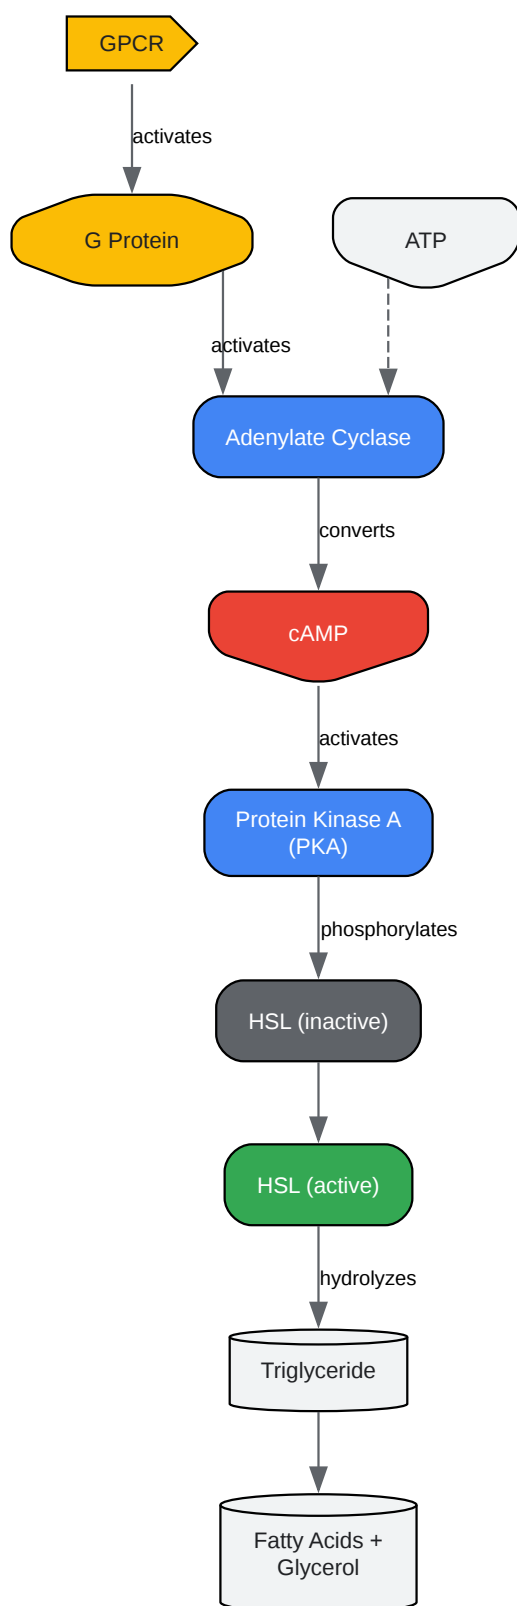 GPCR
activates
G Protein
ATP
activates
Adenylate Cyclase
converts
cAMP
activates
Protein Kinase A
(PKA)
phosphorylates
HSL (inactive)
HSL (active)
hydrolyzes
Triglyceride
Fatty Acids +
Glycerol